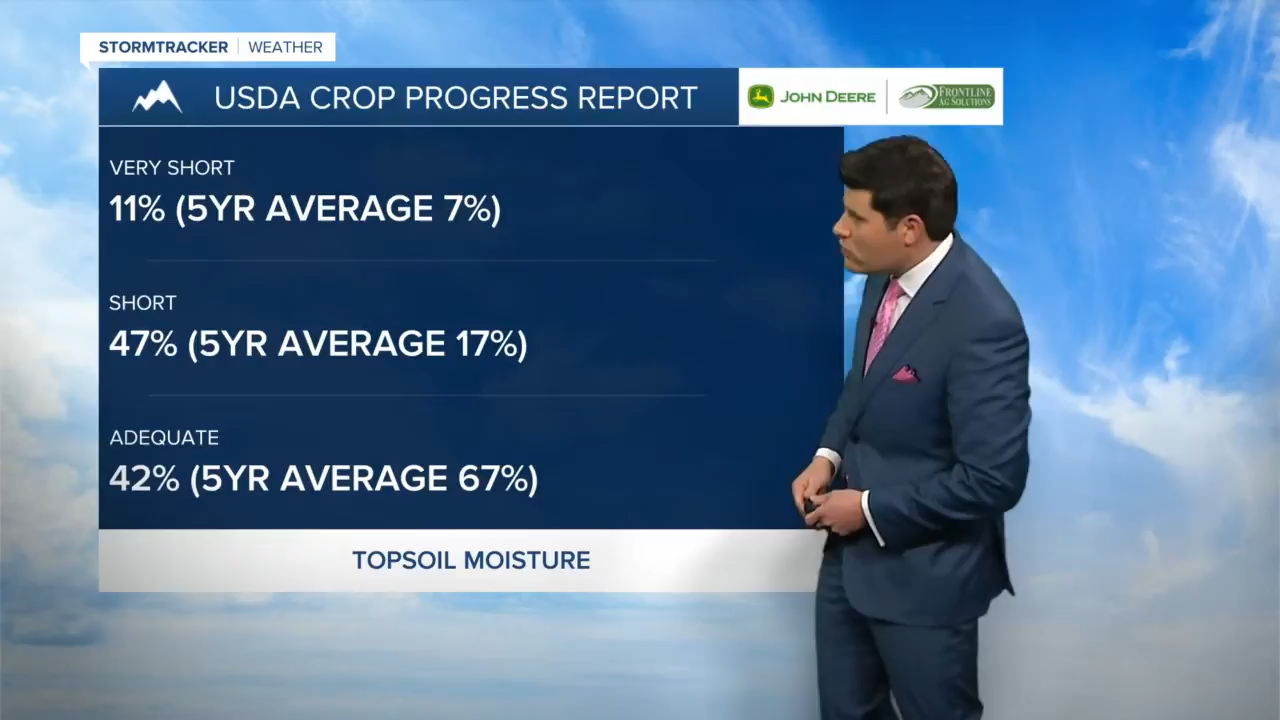 STORMTRACKER | WEATHER
USDA CROP PROGRESS REPORT
JOHN DEERE
FRONTLINE
AG SOLUTIONS
VERY SHORT
11% (5YR AVERAGE 7%)
SHORT
47% (5YR AVERAGE 17%)
ADEQUATE
42% (5YR AVERAGE 67%)
TOPSOIL MOISTURE